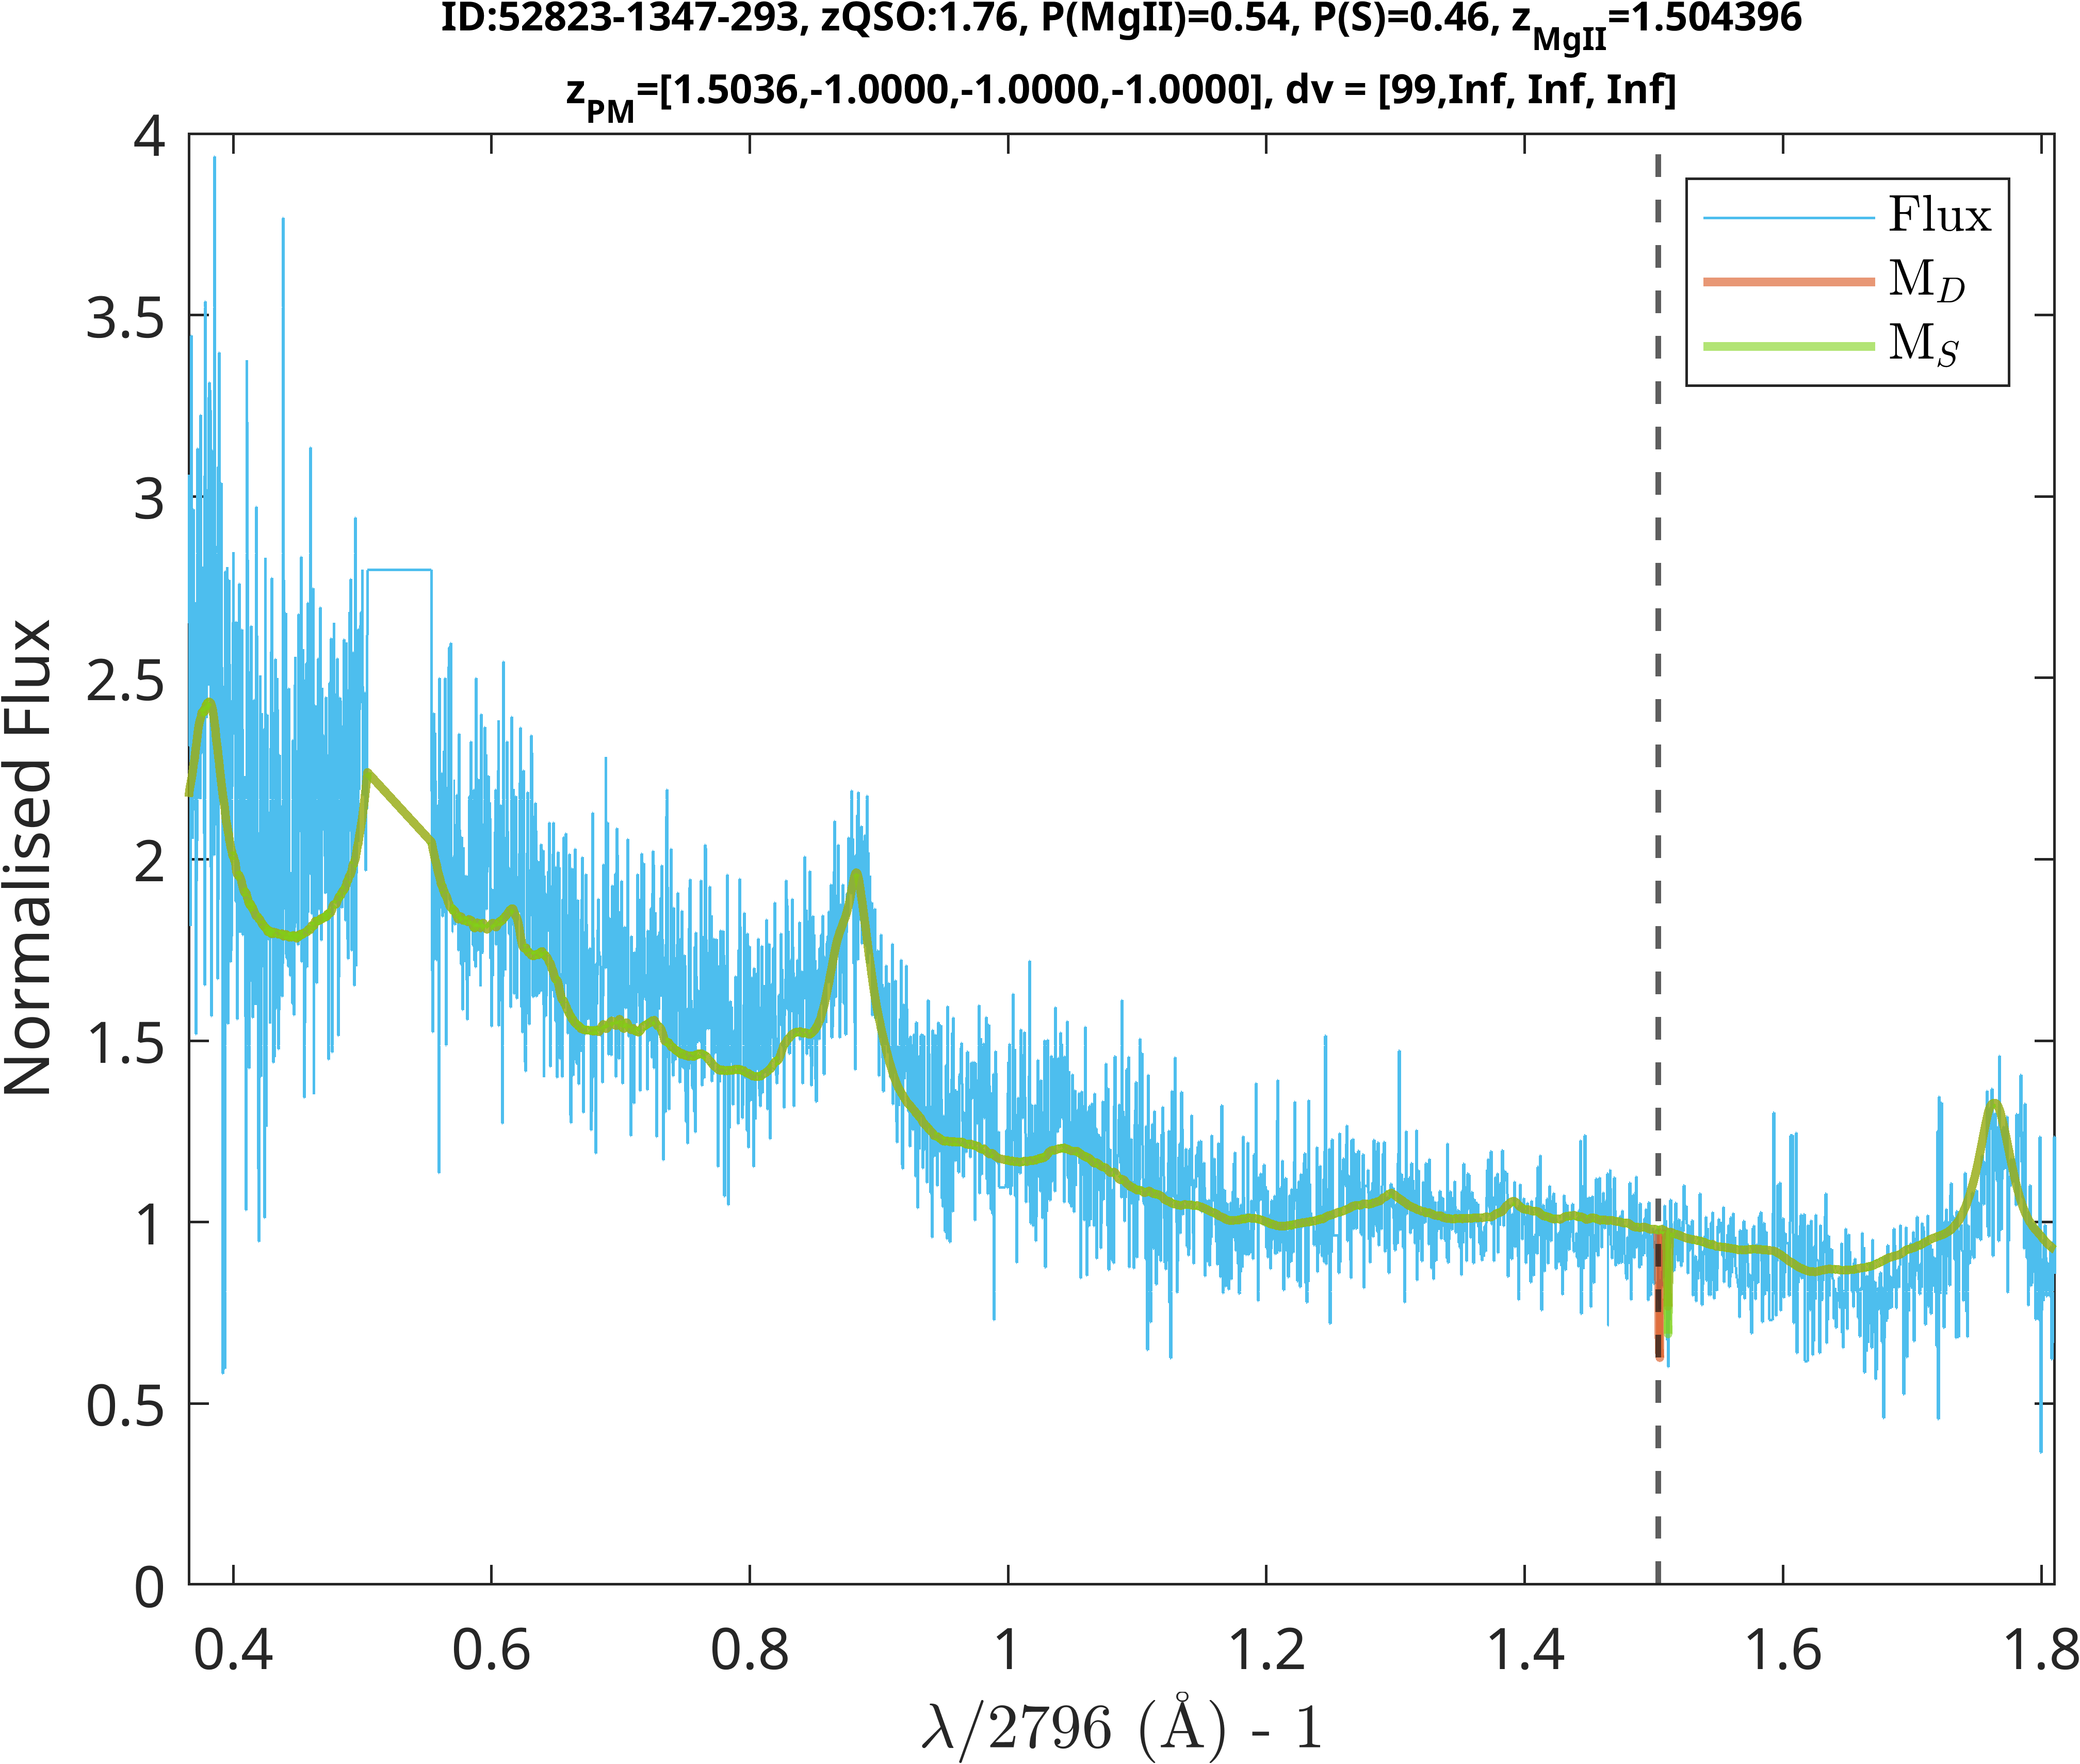 ID:52823-1347-293, zQSO:1.76, P(MgII)=0.54, P(S)=0.46, zMgII=1.504396
zPM=[1.5036,-1.0000,-1.0000,-1.0000], dv = [99,Inf, Inf, Inf]
4
3.5
3
2.5
2
1.5
1
0.5
0
Normalised Flux
Flux
MD
MS
0.4 0.6 0.8 1 1.2 1.4 1.6 1.8
λ/2796 (Å) - 1